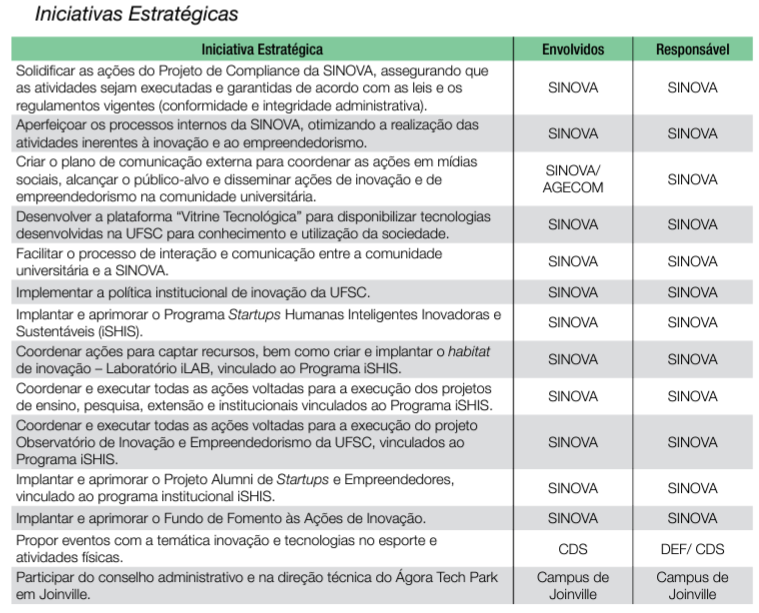 Iniciativas Estratégicas
Iniciativa Estratégica Envolvidos Responsável
Solidificar as ações do Projeto de Compliance da SINOVA, assegurando que
as atividades sejam executadas e garantidas de acordo com as leis e os
regulamentos vigentes (conformidade e integridade administrativa).
SINOVA SINOVA
Aperfeiçoar os processos internos da SINOVA, otimizando a realização das
atividades inerentes à inovação e ao empreendedorismo.
SINOVA SINOVA
Criar o plano de comunicação externa para coordenar as ações em mídias
sociais, alcançar o público-alvo e disseminar ações de inovação e de
empreendedorismo na comunidade universitária.
SINOVA/
AGECOM
SINOVA
Desenvolver a plataforma “Vitrine Tecnológica” para disponibilizar tecnologias
desenvolvidas na UFSC para conhecimento e utilização da sociedade.
SINOVA SINOVA
Facilitar o processo de interação e comunicação entre a comunidade
universitária e a SINOVA.
SINOVA SINOVA
Implementar a política institucional de inovação da UFSC. SINOVA SINOVA
Implantar e aprimorar o Programa Startups Humanas Inteligentes Inovadoras e
Sustentáveis (iSHIS).
SINOVA SINOVA
Coordenar ações para captar recursos, bem como criar e implantar o habitat
de inovação – Laboratório iLAB, vinculado ao Programa iSHIS.
SINOVA SINOVA
Coordenar e executar todas as ações voltadas para a execução dos projetos
de ensino, pesquisa, extensão e institucionais vinculados ao Programa iSHIS.
SINOVA SINOVA
Coordenar e executar todas as ações voltadas para a execução do projeto
Observatório de Inovação e Empreendedorismo da UFSC, vinculados ao
Programa iSHIS.
SINOVA SINOVA
Implantar e aprimorar o Projeto Alumni de Startups e Empreendedores,
vinculado ao programa institucional iSHIS.
SINOVA SINOVA
Implantar e aprimorar o Fundo de Fomento às Ações de Inovação. SINOVA SINOVA
Propor eventos com a temática inovação e tecnologias no esporte e
atividades físicas.
CDS DEF/ CDS
Participar do conselho administrativo e na direção técnica do Ágora Tech Park
em Joinville.
Campus de
Joinville
Campus de
Joinville